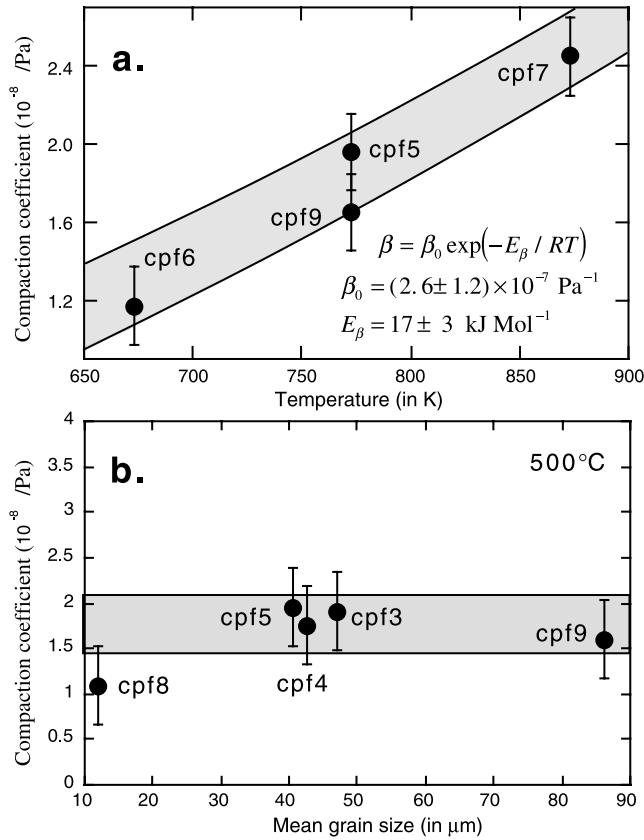 a.
Compaction coefficient (10⁻⁸ /Pa)
2.4
2.0
1.6
1.2
cpf7
cpf5
cpf9
cpf6
β = β₀ exp(−E_β / RT)
β₀ = (2.6 ± 1.2) × 10⁻⁷ Pa⁻¹
E_β = 17 ± 3 kJ Mol⁻¹
650 700 750 800 850 900
Temperature (in K)
b.
500°C
Compaction coefficient (10⁻⁸ /Pa)
4
3.5
3
2.5
2
1.5
1
0.5
0
cpf5
cpf3
cpf9
cpf4
cpf8
10 20 30 40 50 60 70 80 90
Mean grain size (in μm)